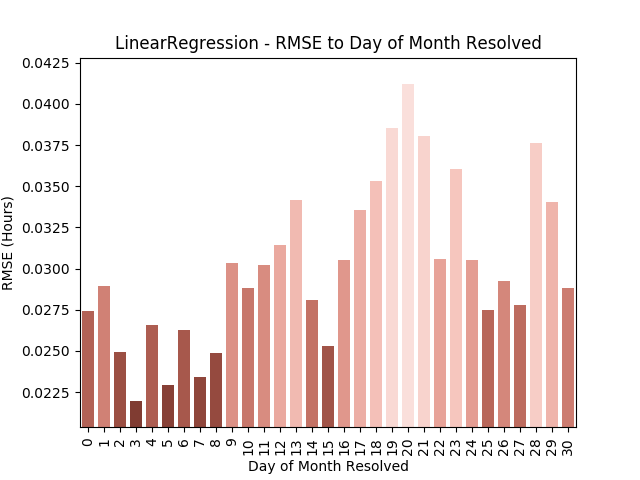 LinearRegression - RMSE to Day of Month Resolved
0.0425
0.0400
0.0375
0.0350
0.0325
0.0300
0.0275
0.0250
0.0225
RMSE (Hours)
0 1 2 3 4 5 6 7 8 9 10 11 12 13 14 15 16 17 18 19 20 21 22 23 24 25 26 27 28 29 30
Day of Month Resolved